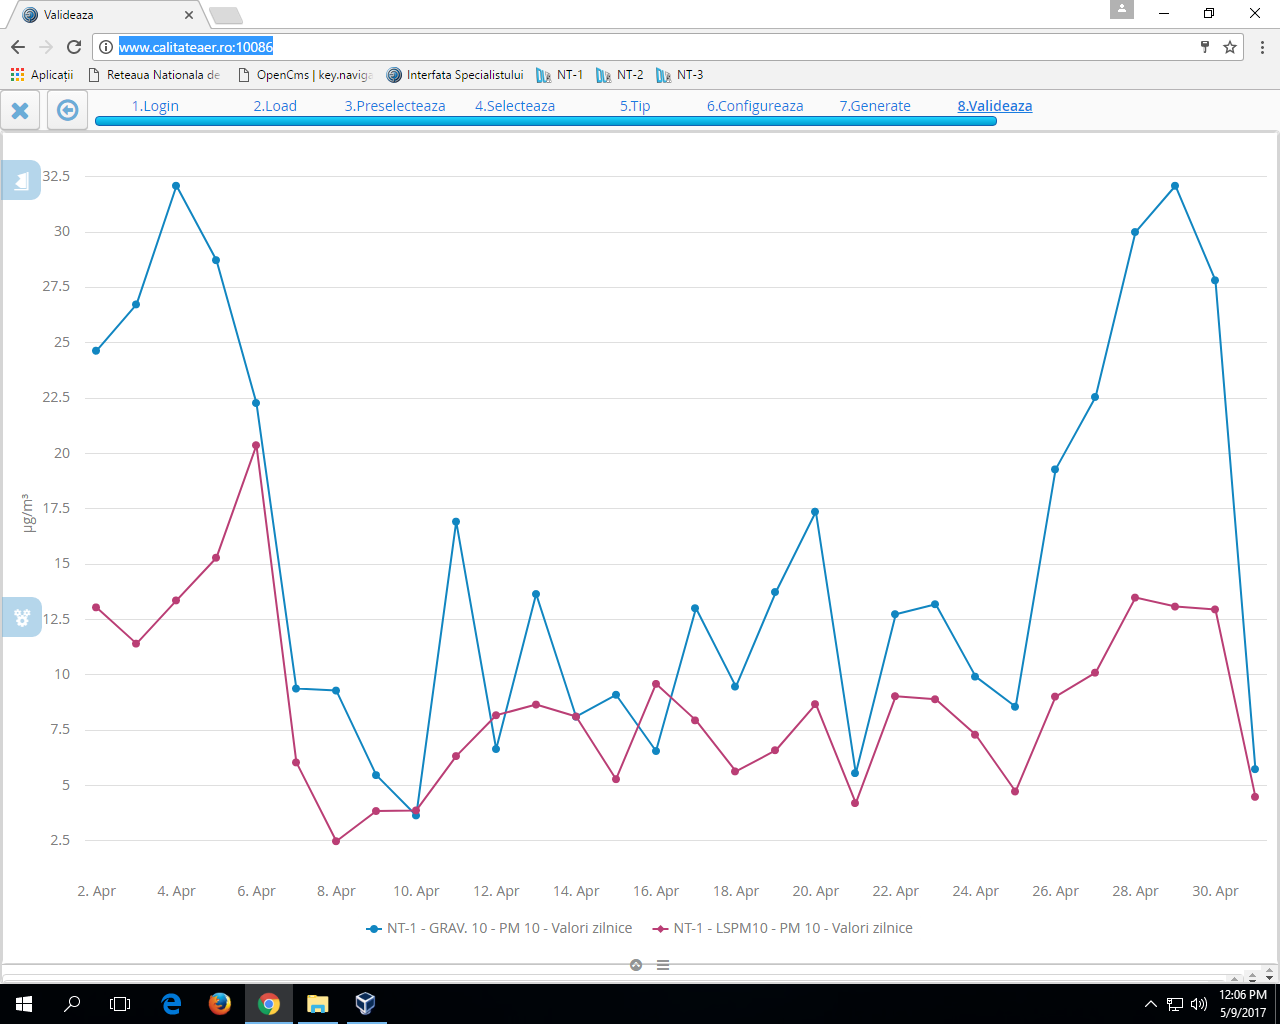 Valideaza
www.calitateaer.ro:10086
Aplicații
Reteaua Nationala de
OpenCms | key.naviga
Interfata Specialistului
NT-1
NT-2
NT-3
1.Login
2.Load
3.Preselecteaza
4.Selecteaza
5.Tip
6.Configureaza
7.Generate
8.Valideaza
32.5
30
27.5
25
22.5
20
17.5
15
12.5
10
7.5
5
2.5
µg/m³
2. Apr
4. Apr
6. Apr
8. Apr
10. Apr
12. Apr
14. Apr
16. Apr
18. Apr
20. Apr
22. Apr
24. Apr
26. Apr
28. Apr
30. Apr
NT-1 - GRAV. 10 - PM 10 - Valori zilnice
NT-1 - LSPM10 - PM 10 - Valori zilnice
12:06 PM
5/9/2017